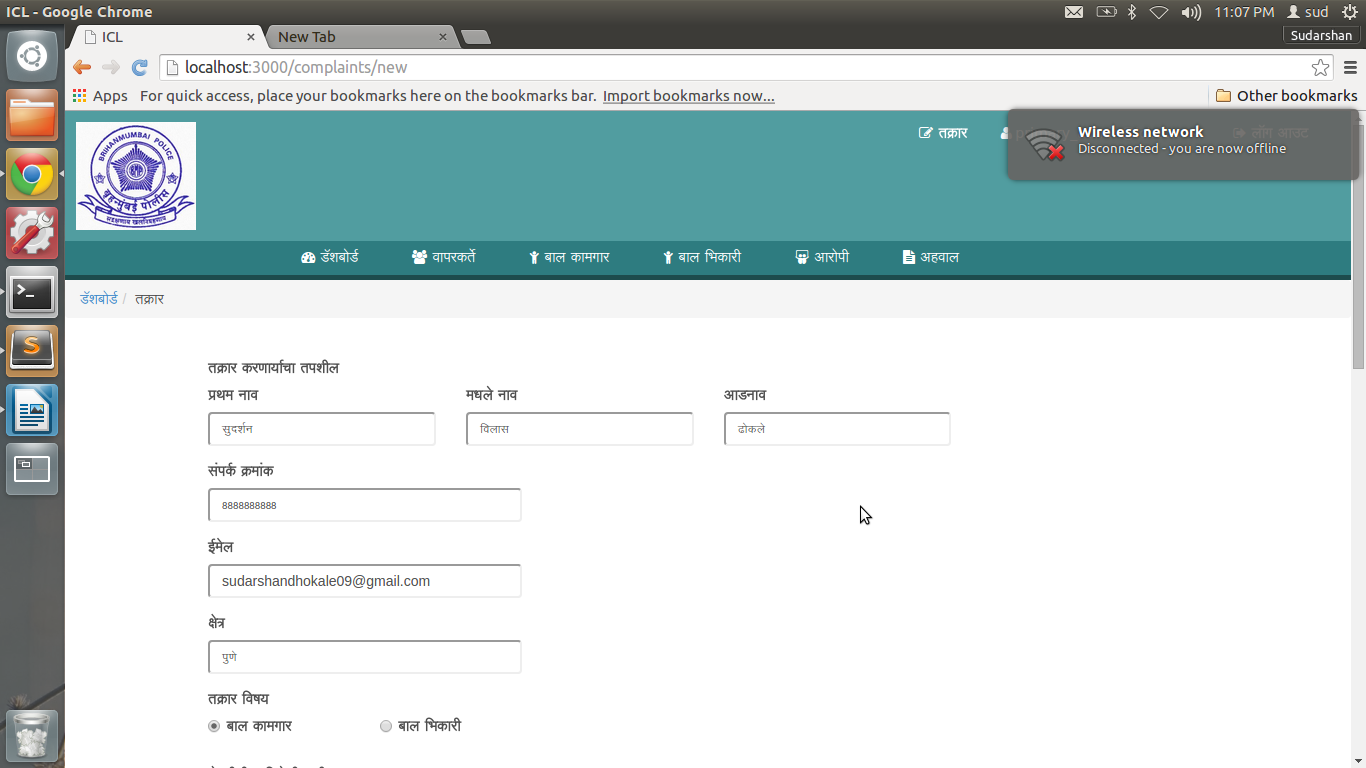 ICL - Google Chrome
11:07 PM
sud
ICL
New Tab
Sudarshan
localhost:3000/complaints/new
Apps
For quick access, place your bookmarks here on the bookmarks bar. Import bookmarks now...
Other bookmarks
BRIHANMUMBAI POLICE
बृहन्मुंबई पोलीस
तक्रार
लॉग आउट
Wireless network
Disconnected - you are now offline
डॅशबोर्ड
वापरकर्ते
बाल कामगार
बाल भिकारी
आरोपी
अहवाल
डॅशबोर्ड / तक्रार
तक्रार करणार्याचा तपशील
प्रथम नाव
मधले नाव
आडनाव
सुदर्शन
विलास
ढोकले
संपर्क क्रमांक
8888888888
ईमेल
sudarshandhokale09@gmail.com
क्षेत्र
पुणे
तक्रार विषय
बाल कामगार
बाल भिकारी